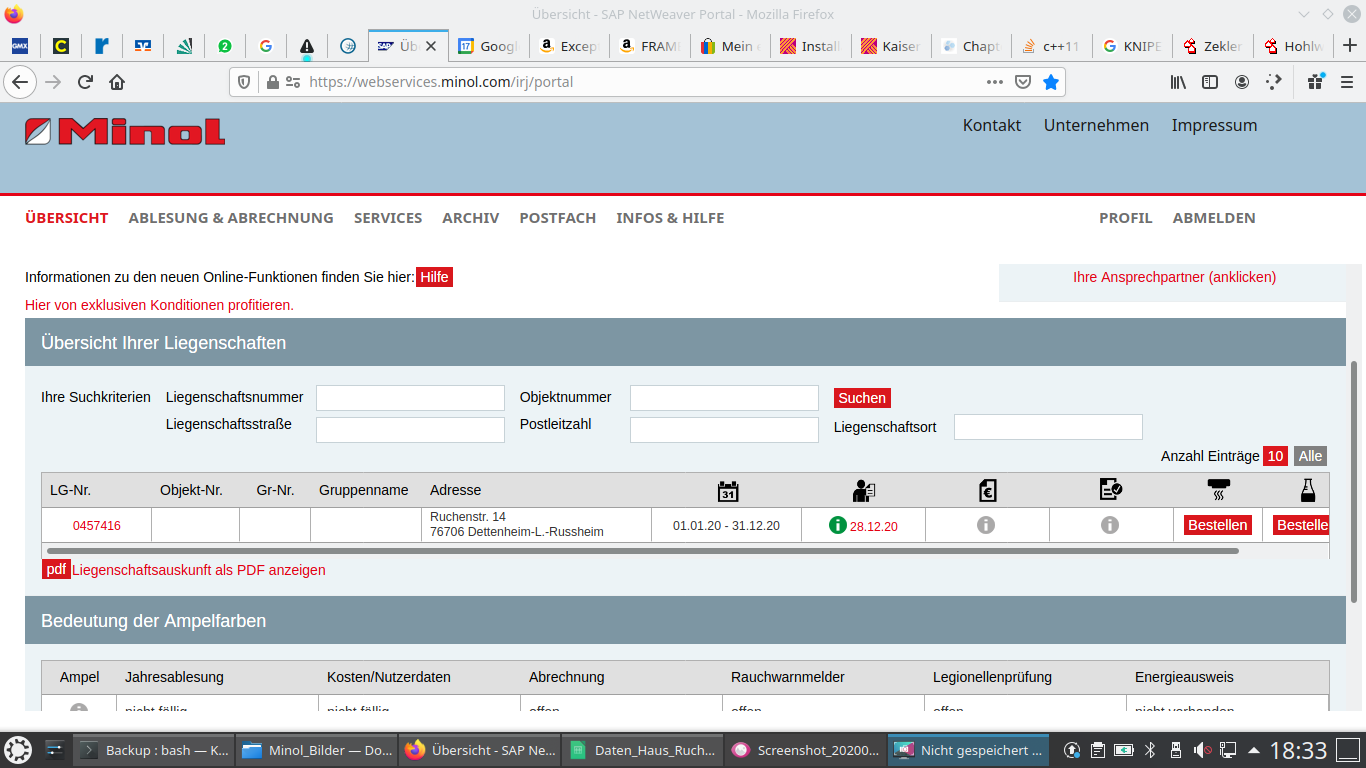 Übersicht - SAP NetWeaver Portal - Mozilla Firefox
GMX C r 2 G Üb Googl Excep FRAM Mein Install Kaiser Chapt c++11 KNIPE Zekler Hohlw
https://webservices.minol.com/irj/portal
Minol
Kontakt Unternehmen Impressum
ÜBERSICHT ABLESUNG & ABRECHNUNG SERVICES ARCHIV POSTFACH INFOS & HILFE PROFIL ABMELDEN
Informationen zu den neuen Online-Funktionen finden Sie hier: Hilfe
Ihre Ansprechpartner (anklicken)
Hier von exklusiven Konditionen profitieren.
Übersicht Ihrer Liegenschaften
Ihre Suchkriterien Liegenschaftsnummer Objektnummer Suchen
Liegenschaftsstraße Postleitzahl Liegenschaftsort
Anzahl Einträge 10 Alle
LG-Nr. Objekt-Nr. Gr-Nr. Gruppenname Adresse 31 €
0457416 Ruchenstr. 14
76706 Dettenheim-L.-Russheim 01.01.20 - 31.12.20 28.12.20 Bestellen Bestelle
pdf Liegenschaftsauskunft als PDF anzeigen
Bedeutung der Ampelfarben
Ampel Jahresablesung Kosten/Nutzerdaten Abrechnung Rauchwarnmelder Legionellenprüfung Energieausweis
nicht fällig nicht fällig offen offen offen nicht vorhanden
Backup : bash — K... Minol_Bilder — Do... Übersicht - SAP Ne... Daten_Haus_Ruch... Screenshot_20200... Nicht gespeichert ... 18:33